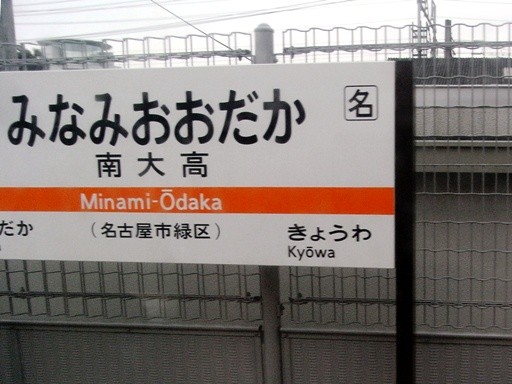 みなみおおだか
名
南大高
Minami-Ōdaka
(名古屋市緑区)
だか
きょうわ
Kyōwa